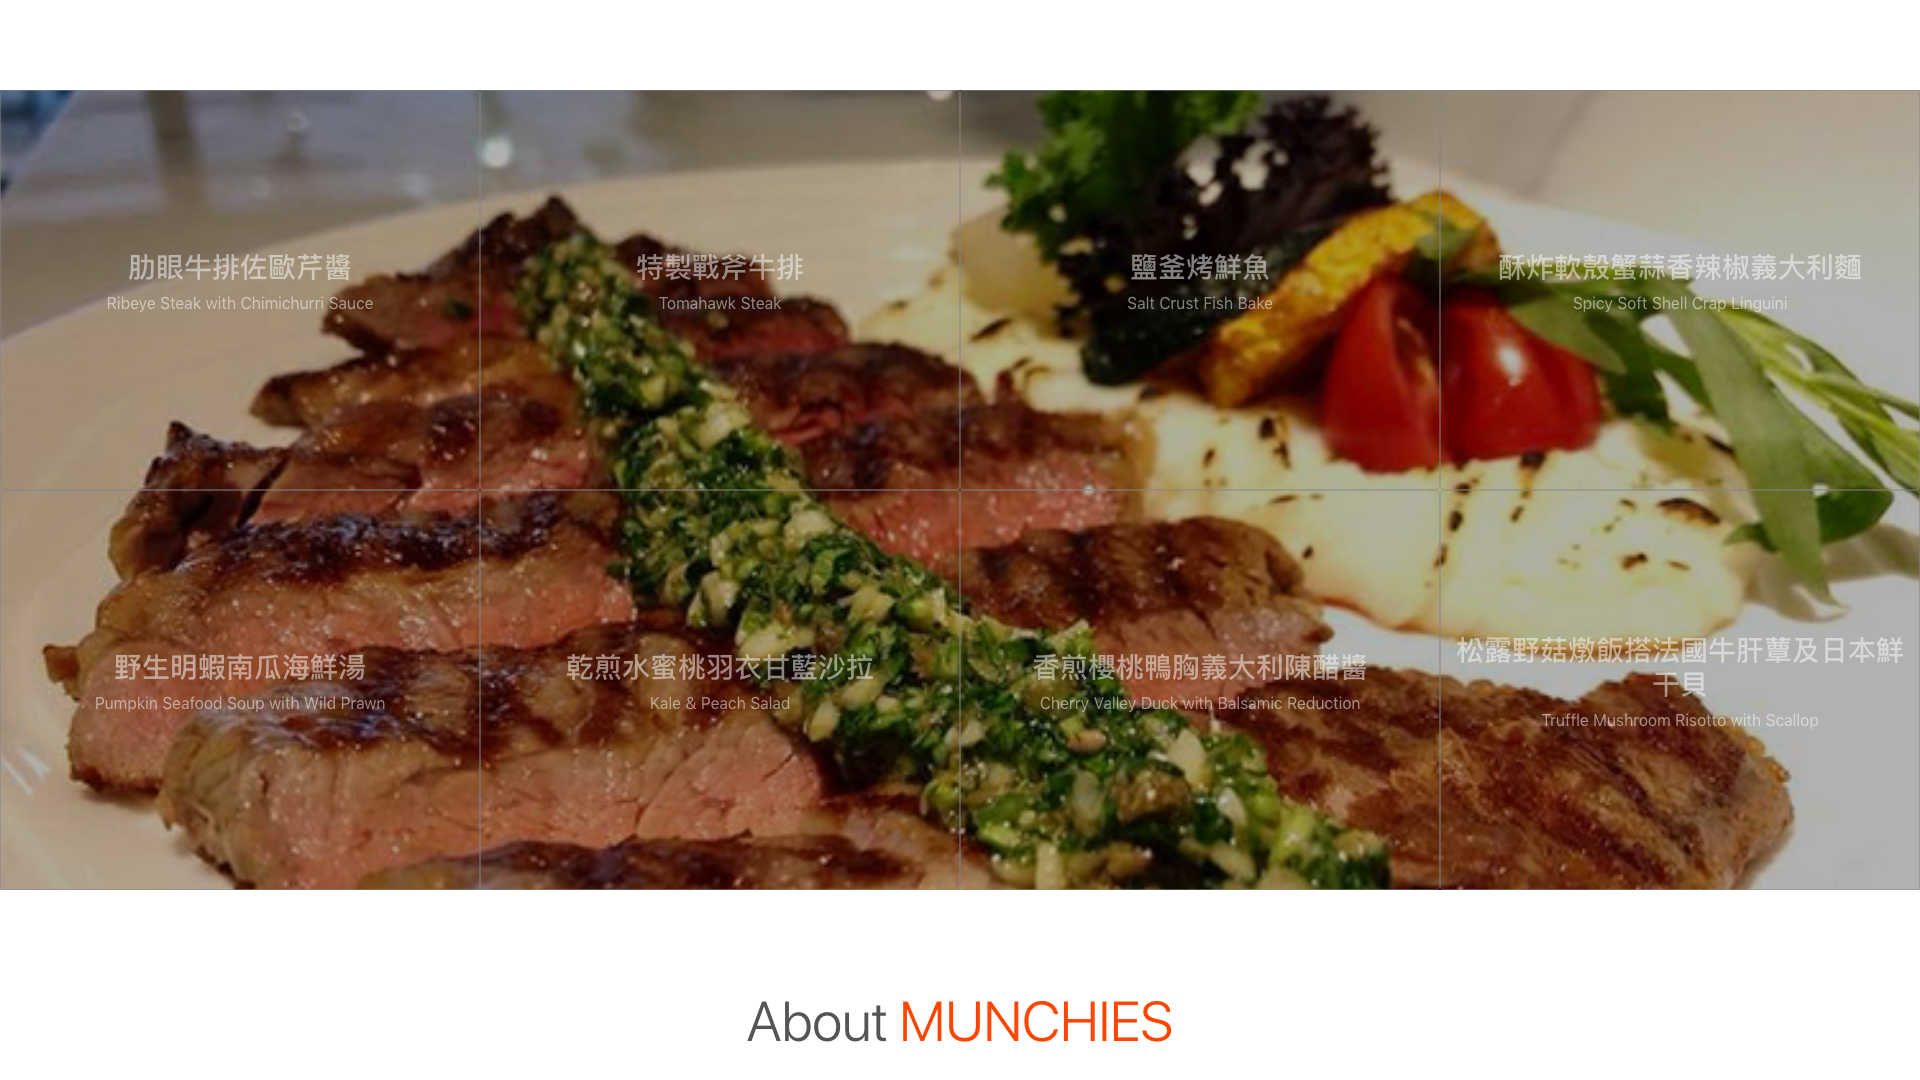 肋眼牛排佐歐芹醬
Ribeye Steak with Chimichurri Sauce
特製戰斧牛排
Tomahawk Steak
鹽釜烤鮮魚
Salt Crust Fish Bake
酥炸軟殼蟹蒜香辣椒義大利麵
Spicy Soft Shell Crap Linguini
野生明蝦南瓜海鮮湯
Pumpkin Seafood Soup with Wild Prawn
乾煎水蜜桃羽衣甘藍沙拉
Kale & Peach Salad
香煎櫻桃鴨胸義大利陳醋醬
Cherry Valley Duck with Balsamic Reduction
松露野菇燉飯搭法國牛肝蕈及日本鮮
干貝
Truffle Mushroom Risotto with Scallop
About MUNCHIES